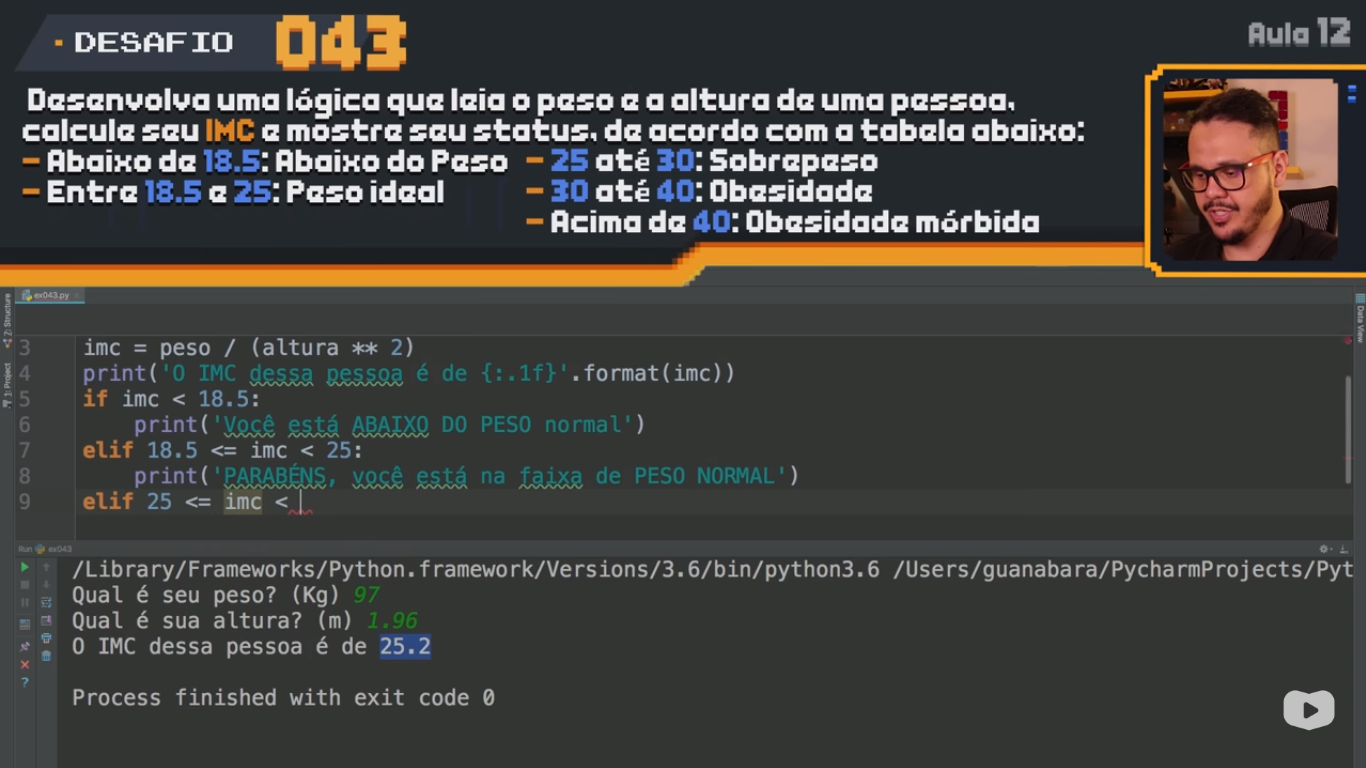 DESAFIO 043
Aula 12
Desenvolva uma lógica que leia o peso e a altura de uma pessoa,
calcule seu IMC e mostre seu status, de acordo com a tabela abaixo:
- Abaixo de 18.5: Abaixo do Peso
- Entre 18.5 e 25: Peso ideal
- 25 até 30: Sobrepeso
- 30 até 40: Obesidade
- Acima de 40: Obesidade mórbida
ex043.py
Z: Structure
1: Project
Data View
3 imc = peso / (altura ** 2)
4 print('O IMC dessa pessoa é de {:.1f}'.format(imc))
5 if imc < 18.5:
6 print('Você está ABAIXO DO PESO normal')
7 elif 18.5 <= imc < 25:
8 print('PARABÉNS, você está na faixa de PESO NORMAL')
9 elif 25 <= imc <
Run ex043
/Library/Frameworks/Python.framework/Versions/3.6/bin/python3.6 /Users/guanabara/PycharmProjects/Pyt
Qual é seu peso? (Kg) 97
Qual é sua altura? (m) 1.96
O IMC dessa pessoa é de 25.2
Process finished with exit code 0